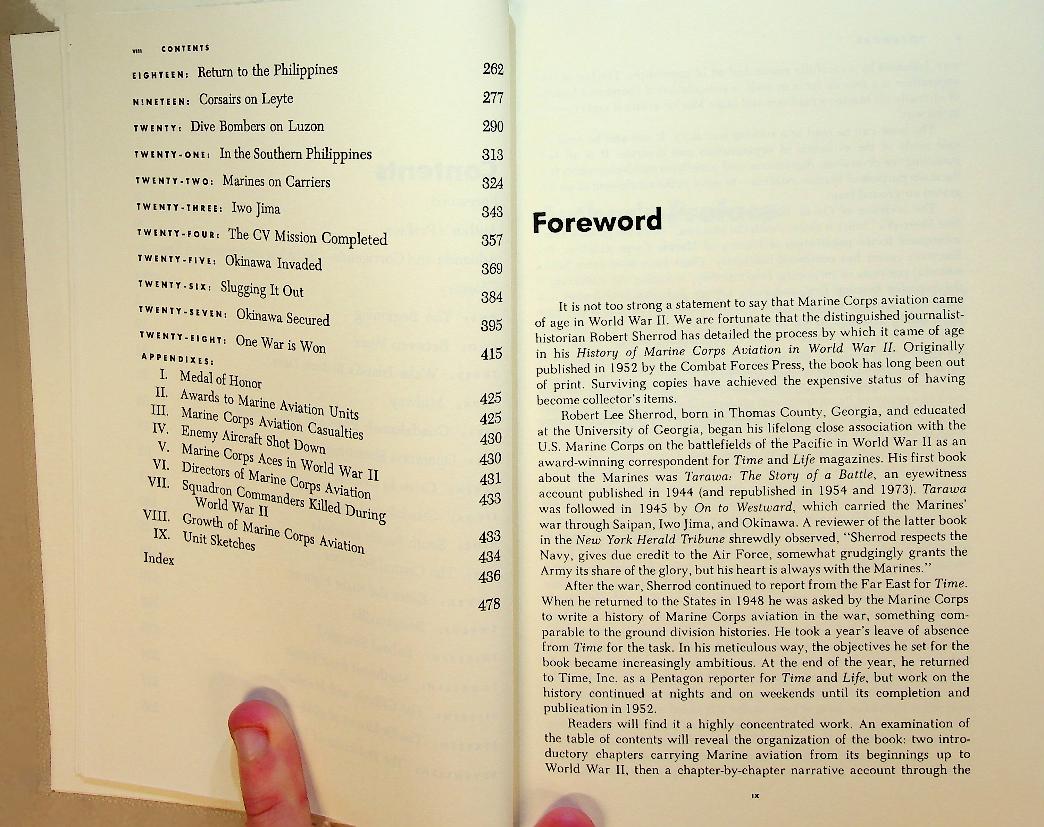 viii CONTENTS
EIGHTEEN: Return to the Philippines 262
NINETEEN: Corsairs on Leyte 277
TWENTY: Dive Bombers on Luzon 290
TWENTY-ONE: In the Southern Philippines 313
TWENTY-TWO: Marines on Carriers 324
TWENTY-THREE: Iwo Jima 343
TWENTY-FOUR: The CV Mission Completed 357
TWENTY-FIVE: Okinawa Invaded 369
TWENTY-SIX: Slugging It Out 384
TWENTY-SEVEN: Okinawa Secured 395
TWENTY-EIGHT: One War is Won 415
APPENDIXES:
I. Medal of Honor 425
II. Awards to Marine Aviation Units 425
III. Marine Corps Aviation Casualties 430
IV. Enemy Aircraft Shot Down 430
V. Marine Corps Aces in World War II 431
VI. Directors of Marine Corps Aviation 433
VII. Squadron Commanders Killed During
World War II 433
VIII. Growth of Marine Corps Aviation 434
IX. Unit Sketches 436
Index 478
Foreword
It is not too strong a statement to say that Marine Corps aviation came
of age in World War II. We are fortunate that the distinguished journalist-
historian Robert Sherrod has detailed the process by which it came of age
in his History of Marine Corps Aviation in World War II. Originally
published in 1952 by the Combat Forces Press, the book has long been out
of print. Surviving copies have achieved the expensive status of having
become collector's items.
Robert Lee Sherrod, born in Thomas County, Georgia, and educated
at the University of Georgia, began his lifelong close association with the
U.S. Marine Corps on the battlefields of the Pacific in World War II as an
award-winning correspondent for Time and Life magazines. His first book
about the Marines was Tarawa: The Story of a Battle, an eyewitness
account published in 1944 (and republished in 1954 and 1973). Tarawa
was followed in 1945 by On to Westward, which carried the Marines'
war through Saipan, Iwo Jima, and Okinawa. A reviewer of the latter book
in the New York Herald Tribune shrewdly observed, "Sherrod respects the
Navy, gives due credit to the Air Force, somewhat grudgingly grants the
Army its share of the glory, but his heart is always with the Marines."
After the war, Sherrod continued to report from the Far East for Time.
When he returned to the States in 1948 he was asked by the Marine Corps
to write a history of Marine Corps aviation in the war, something com-
parable to the ground division histories. He took a year's leave of absence
from Time for the task. In his meticulous way, the objectives he set for the
book became increasingly ambitious. At the end of the year, he returned
to Time, Inc. as a Pentagon reporter for Time and Life, but work on the
history continued at nights and on weekends until its completion and
publication in 1952.
Readers will find it a highly concentrated work. An examination of
the table of contents will reveal the organization of the book: two intro-
ductory chapters carrying Marine aviation from its beginnings up to
World War II, then a chapter-by-chapter narrative account through the
ix